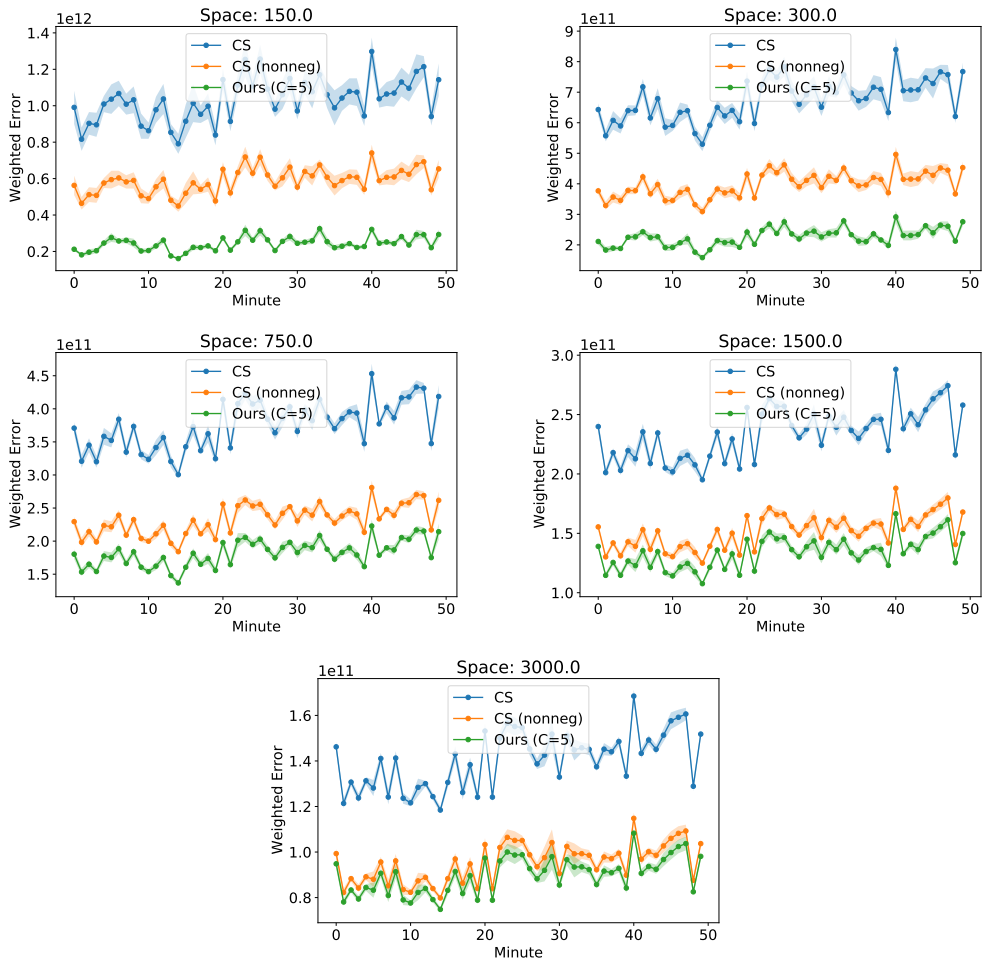 Space: 150.0
1e12
CS
CS (nonneg)
Ours (C=5)
Weighted Error
1.4
1.2
1.0
0.8
0.6
0.4
0.2
0 10 20 30 40 50
Minute
Space: 300.0
1e11
CS
CS (nonneg)
Ours (C=5)
Weighted Error
9
8
7
6
5
4
3
2
0 10 20 30 40 50
Minute
Space: 750.0
1e11
CS
CS (nonneg)
Ours (C=5)
Weighted Error
4.5
4.0
3.5
3.0
2.5
2.0
1.5
0 10 20 30 40 50
Minute
Space: 1500.0
1e11
CS
CS (nonneg)
Ours (C=5)
Weighted Error
3.0
2.5
2.0
1.5
1.0
0 10 20 30 40 50
Minute
Space: 3000.0
1e11
CS
CS (nonneg)
Ours (C=5)
Weighted Error
1.6
1.4
1.2
1.0
0.8
0 10 20 30 40 50
Minute